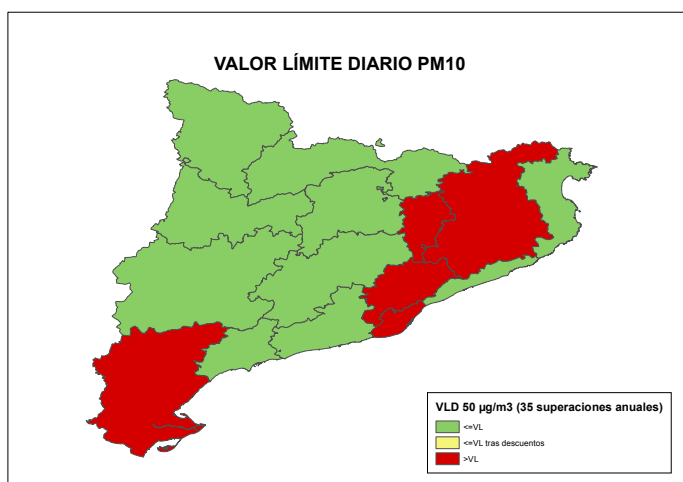 VALOR LÍMITE DIARIO PM10
VLD 50 µg/m3 (35 superaciones anuales)
<=VL
<=VL tras descuentos
>VL